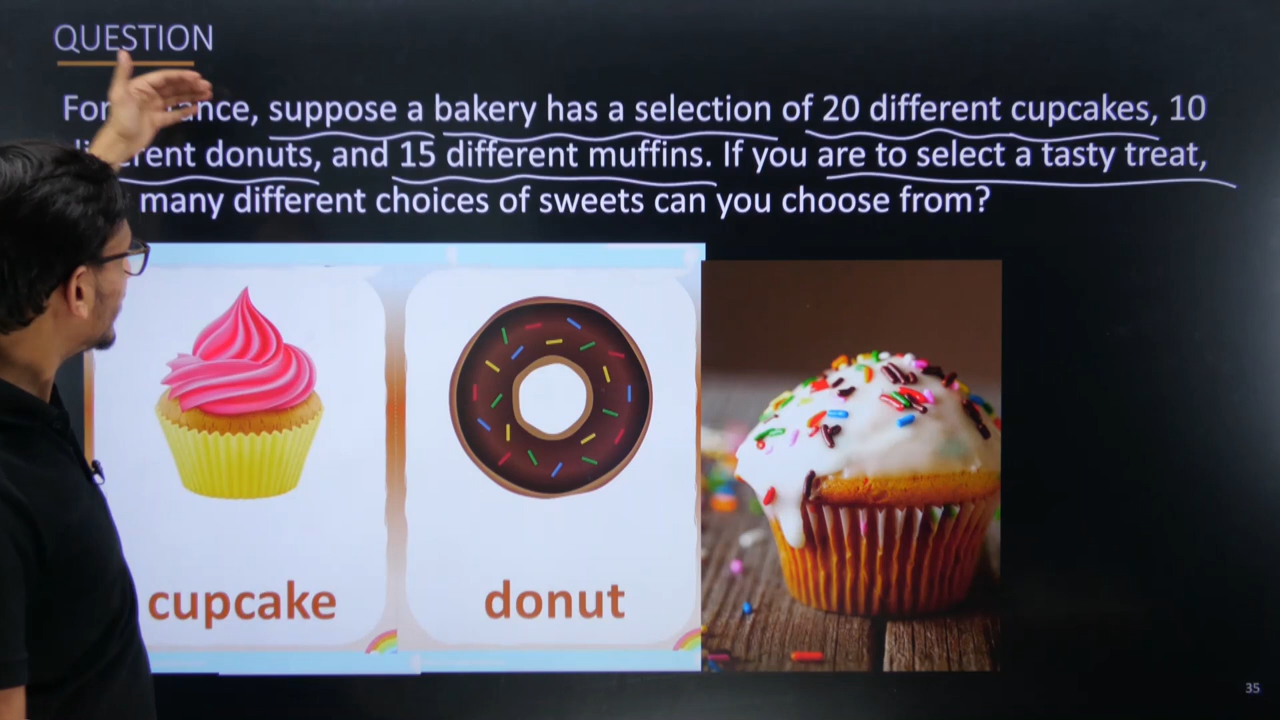 QUESTION
For suppose a bakery has a selection of 20 different cupcakes, 10
donuts, and 15 different muffins. If you are to select a tasty treat,
many different choices of sweets can you choose from?
cupcake
donut
35